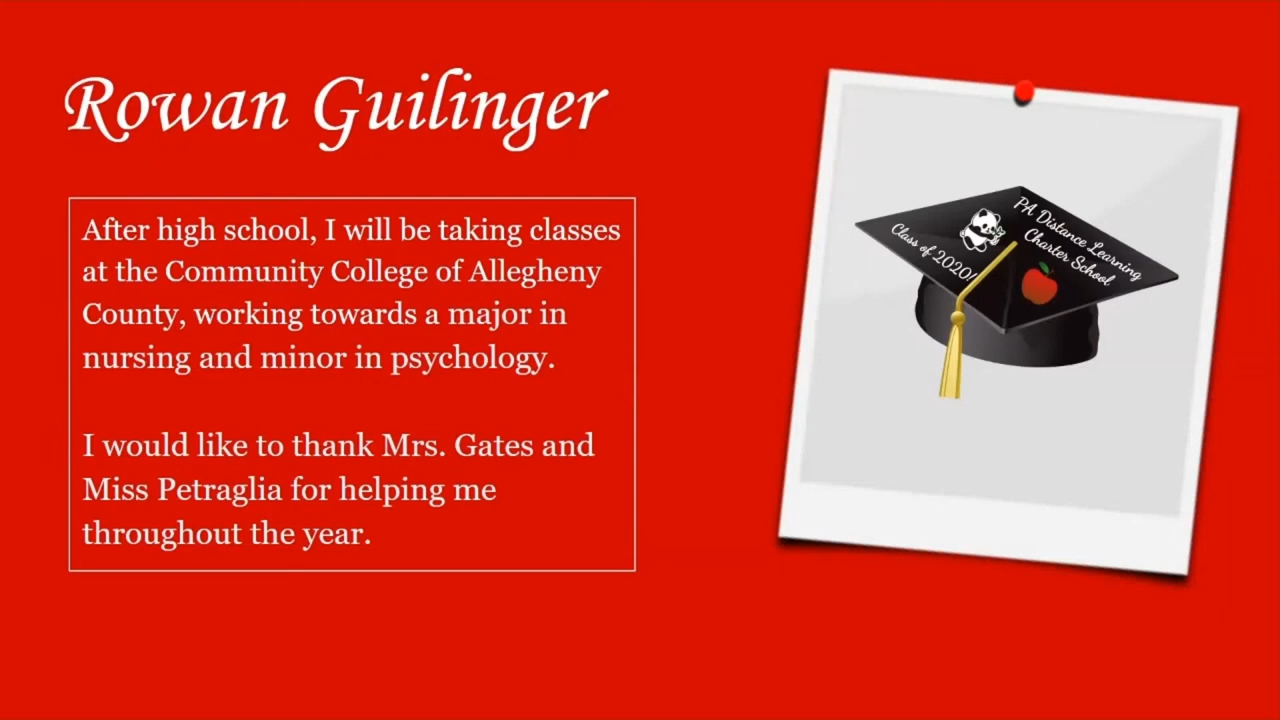 Rowan Guilinger
After high school, I will be taking classes
at the Community College of Allegheny
County, working towards a major in
nursing and minor in psychology.
I would like to thank Mrs. Gates and
Miss Petraglia for helping me
throughout the year.
PA Distance Learning
Charter School
Class of 2020!